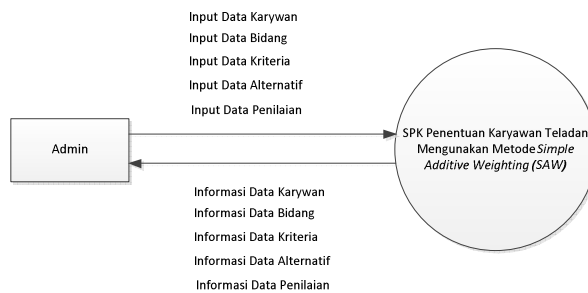 Input Data Karywan
Input Data Bidang
Input Data Kriteria
Input Data Alternatif
Input Data Penilaian
Admin
SPK Penentuan Karyawan Teladan
Mengunakan Metode Simple
Additive Weighting (SAW)
Informasi Data Karywan
Informasi Data Bidang
Informasi Data Kriteria
Informasi Data Alternatif
Informasi Data Penilaian